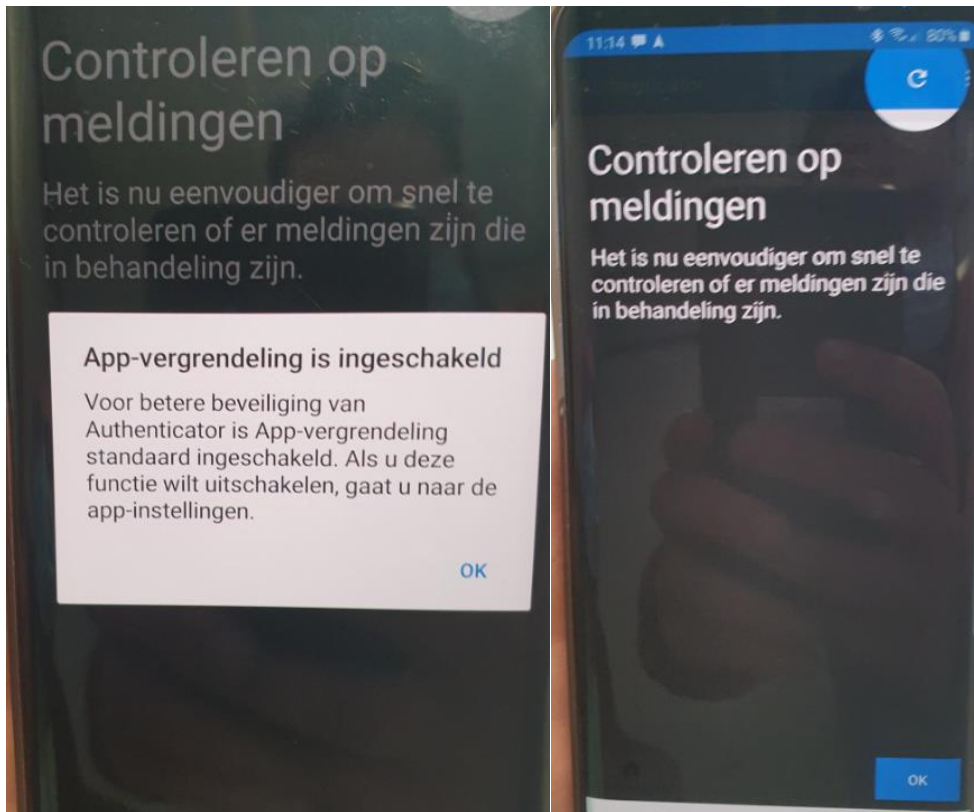 Controleren op
meldingen
Het is nu eenvoudiger om snel te
controleren of er meldingen zijn die
in behandeling zijn.
App-vergrendeling is ingeschakeld
Voor betere beveiliging van
Authenticator is App-vergrendeling
standaard ingeschakeld. Als u deze
functie wilt uitschakelen, gaat u naar de
app-instellingen.
OK
11:14
80%
Controleren op
meldingen
Het is nu eenvoudiger om snel te
controleren of er meldingen zijn die
in behandeling zijn.
OK